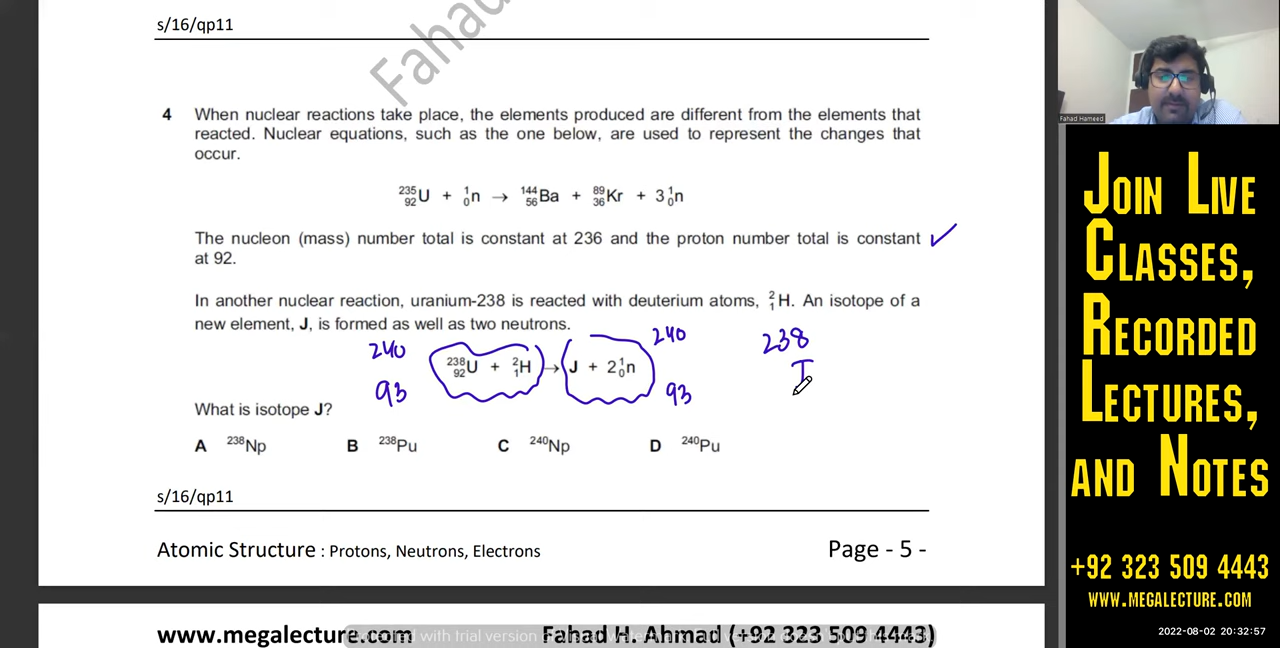 s/16/qp11
Fahad
4 When nuclear reactions take place, the elements produced are different from the elements that
reacted. Nuclear equations, such as the one below, are used to represent the changes that
occur.
²³⁵₉₂U + ¹₀n → ¹⁴⁴₅₆Ba + ⁸⁹₃₆Kr + 3¹₀n
The nucleon (mass) number total is constant at 236 and the proton number total is constant ✓
at 92.
In another nuclear reaction, uranium-238 is reacted with deuterium atoms, ²₁H. An isotope of a
new element, J, is formed as well as two neutrons.
240 240 238
²³⁸₉₂U + ²₁H → J + 2¹₀n J
93 93
What is isotope J?
A ²³⁸Np B ²³⁸Pu C ²⁴⁰Np D ²⁴⁰Pu
s/16/qp11
Atomic Structure : Protons, Neutrons, Electrons Page - 5 -
www.megalecture.com Fahad H. Ahmad (+92 323 509 4443)
Fahad Hameed
JOIN LIVE
CLASSES,
RECORDED
LECTURES,
AND NOTES
+92 323 509 4443
WWW.MEGALECTURE.COM
2022-08-02 20:32:57